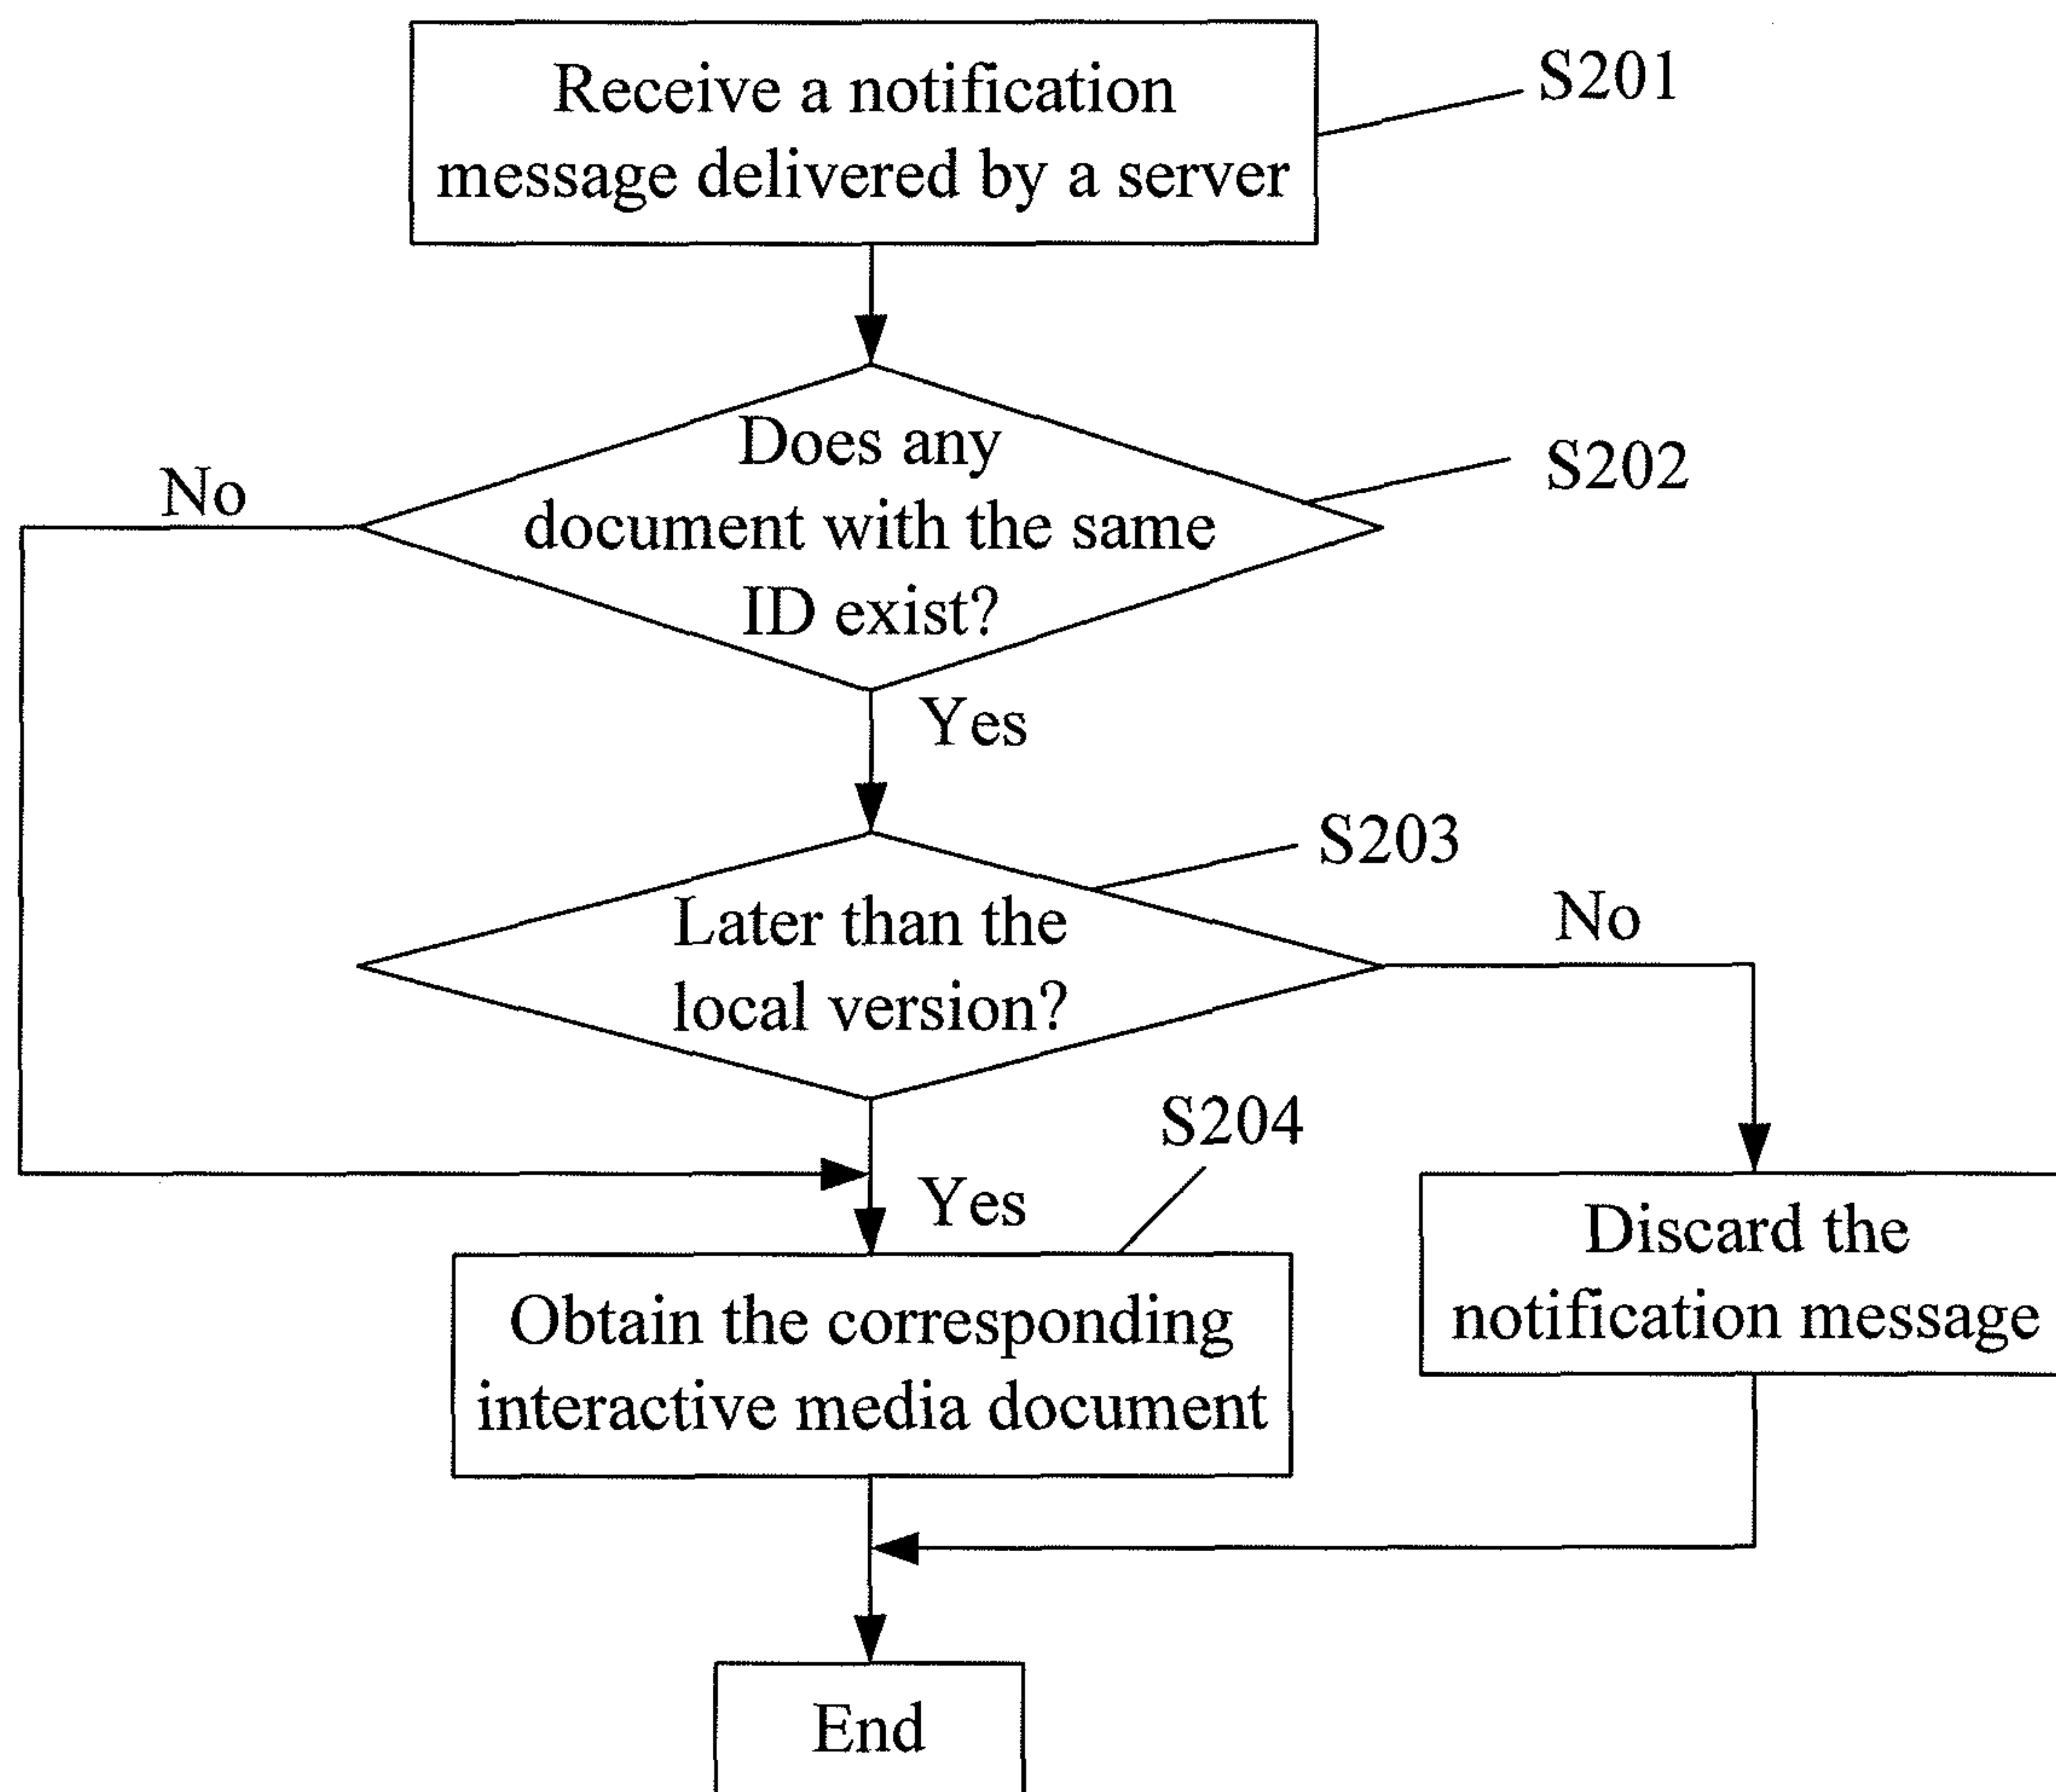 Receive a notification
message delivered by a server
S201
Does any
document with the same
ID exist?
S202
No
Yes
S203
Later than the
local version?
No
S204
Yes
Discard the
notification message
Obtain the corresponding
interactive media document
End